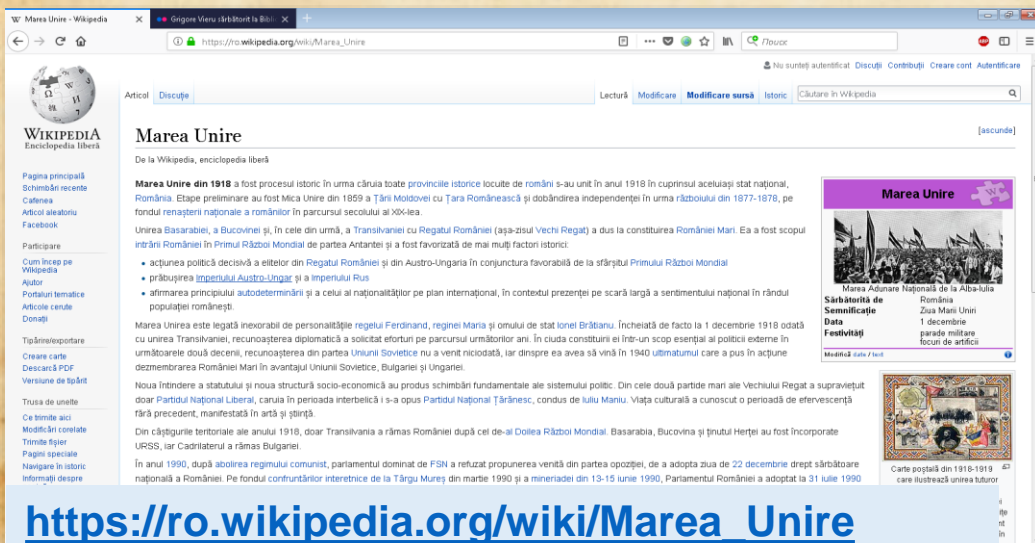 Marea Unire - Wikipedia
Grigore Vieru sărbătorit la Biblio
https://ro.wikipedia.org/wiki/Marea_Unire
Поиск
Nu sunteți autentificat Discuții Contribuții Creare cont Autentificare
Articol Discuție
Lectură Modificare Modificare sursă Istoric Căutare în Wikipedia
WIKIPEDIA
Enciclopedia liberă
Pagina principală
Schimbări recente
Cafenea
Articol aleatoriu
Facebook
Participare
Cum încep pe
Wikipedia
Ajutor
Portaluri tematice
Articole cerute
Donații
Tipărire/exportare
Creare carte
Descarcă PDF
Versiune de tipărit
Trusa de unelte
Ce trimite aici
Modificări corelate
Trimite fișier
Pagini speciale
Navigare în istoric
Informații despre
Marea Unire
[ascunde]
De la Wikipedia, enciclopedia liberă
Marea Unire din 1918 a fost procesul istoric în urma căruia toate provinciile istorice locuite de români s-au unit în anul 1918 în cuprinsul aceluiași stat național,
România. Etape preliminare au fost Mica Unire din 1859 a Țării Moldovei cu Țara Românească și dobândirea independenței în urma războiului din 1877-1878, pe
fondul renașterii naționale a românilor în parcursul secolului al XIX-lea.
Unirea Basarabiei, a Bucovinei și, în cele din urmă, a Transilvaniei cu Regatul României (așa-zisul Vechi Regat) a dus la constituirea României Mari. Ea a fost scopul
intrării României în Primul Război Mondial de partea Antantei și a fost favorizată de mai mulți factori istorici:
• acțiunea politică decisivă a elitelor din Regatul României și din Austro-Ungaria în conjunctura favorabilă de la sfârșitul Primului Război Mondial
• prăbușirea Imperiului Austro-Ungar și a Imperiului Rus
• afirmarea principiului autodeterminării și a celui al naționalităților pe plan internațional, în contextul prezenței pe scară largă a sentimentului național în rândul
populației românești.
Marea Unirea este legată inexorabil de personalitățile regelui Ferdinand, reginei Maria și omului de stat Ionel Brătianu. Încheiată de facto la 1 decembrie 1918 odată
cu unirea Transilvaniei, recunoașterea diplomatică a solicitat eforturi pe parcursul următorilor ani. În ciuda constituirii ei într-un scop esențial al politicii externe în
următoarele două decenii, recunoașterea din partea Uniunii Sovietice nu a venit niciodată, iar dinspre ea avea să vină în 1940 ultimatumul care a pus în acțiune
dezmembrarea României Mari în avantajul Uniunii Sovietice, Bulgariei și Ungariei.
Noua întindere a statutului și noua structură socio-economică au produs schimbări fundamentale ale sistemului politic. Din cele două partide mari ale Vechiului Regat a supraviețuit
doar Partidul Național Liberal, caruia în perioada interbelică i s-a opus Partidul Național Țărănesc, condus de Iuliu Maniu. Viața culturală a cunoscut o perioadă de efervescență
fără precedent, manifestată în artă și știință.
Din câștigurile teritoriale ale anului 1918, doar Transilvania a rămas României după cel de-al Doilea Război Mondial. Basarabia, Bucovina și ținutul Herței au fost încorporate
URSS, iar Cadrilaterul a rămas Bulgariei.
În anul 1990, după abolirea regimului comunist, parlamentul dominat de FSN a refuzat propunerea venită din partea opoziției, de a adopta ziua de 22 decembrie drept sărbătoare
națională a României. Pe fondul confruntărilor interetnice de la Târgu Mureș din martie 1990 și a mineriadei din 13-15 iunie 1990, Parlamentul României a adoptat la 31 iulie 1990
Marea Unire
Marea Adunare Națională de la Alba-Iulia
Sărbătorită de România
Semnificație Ziua Marii Uniri
Data 1 decembrie
Festivități parade militare
focuri de artificii
Modifică date / text
Carte poștală din 1918-1919
care ilustrează unirea tuturor
https://ro.wikipedia.org/wiki/Marea_Unire